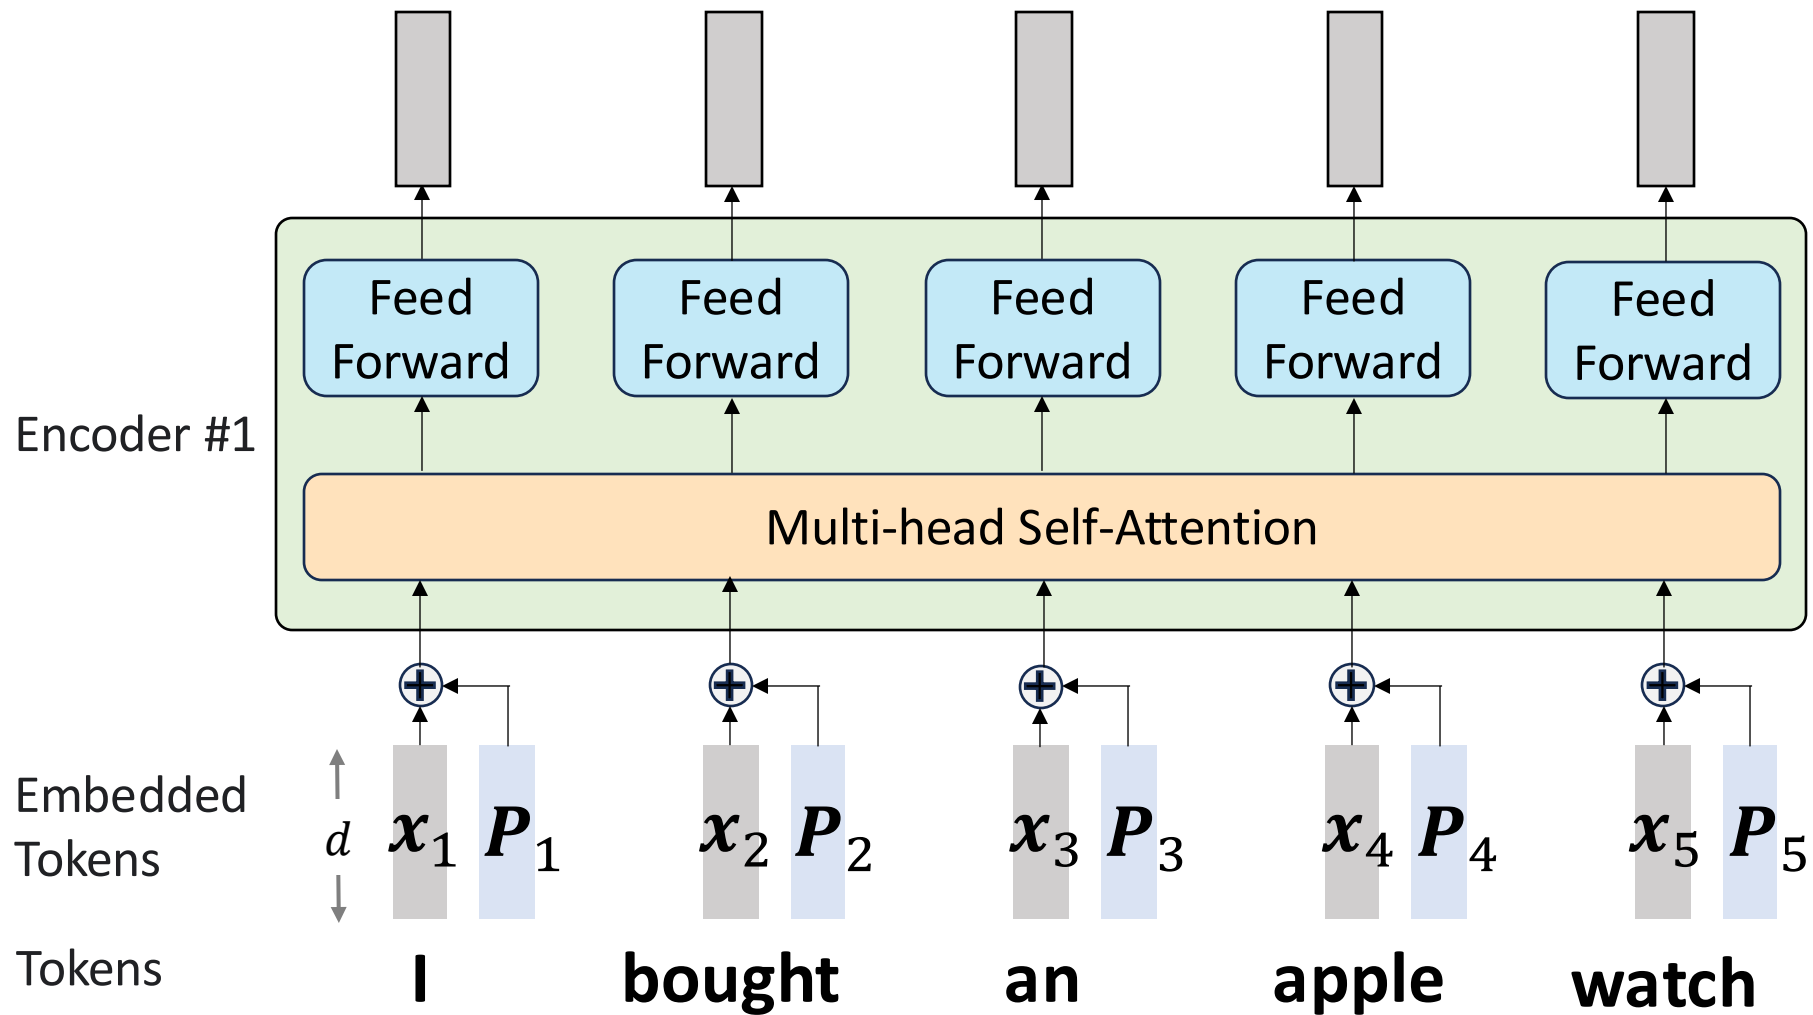 Feed Forward
Feed Forward
Feed Forward
Feed Forward
Feed Forward
Encoder #1
Multi-head Self-Attention
Embedded Tokens
d
x1 P1 x2 P2 x3 P3 x4 P4 x5 P5
Tokens I bought an apple watch